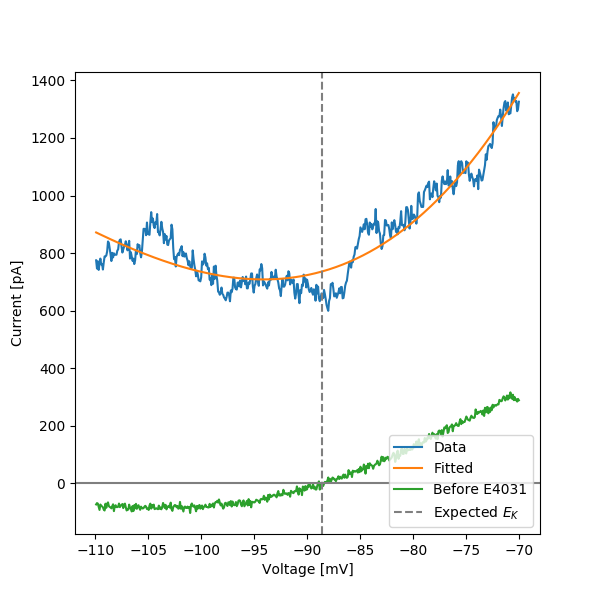 1400
1200
1000
800
600
400
200
0
Current [pA]
Data
Fitted
Before E4031
Expected E_K
−110 −105 −100 −95 −90 −85 −80 −75 −70
Voltage [mV]